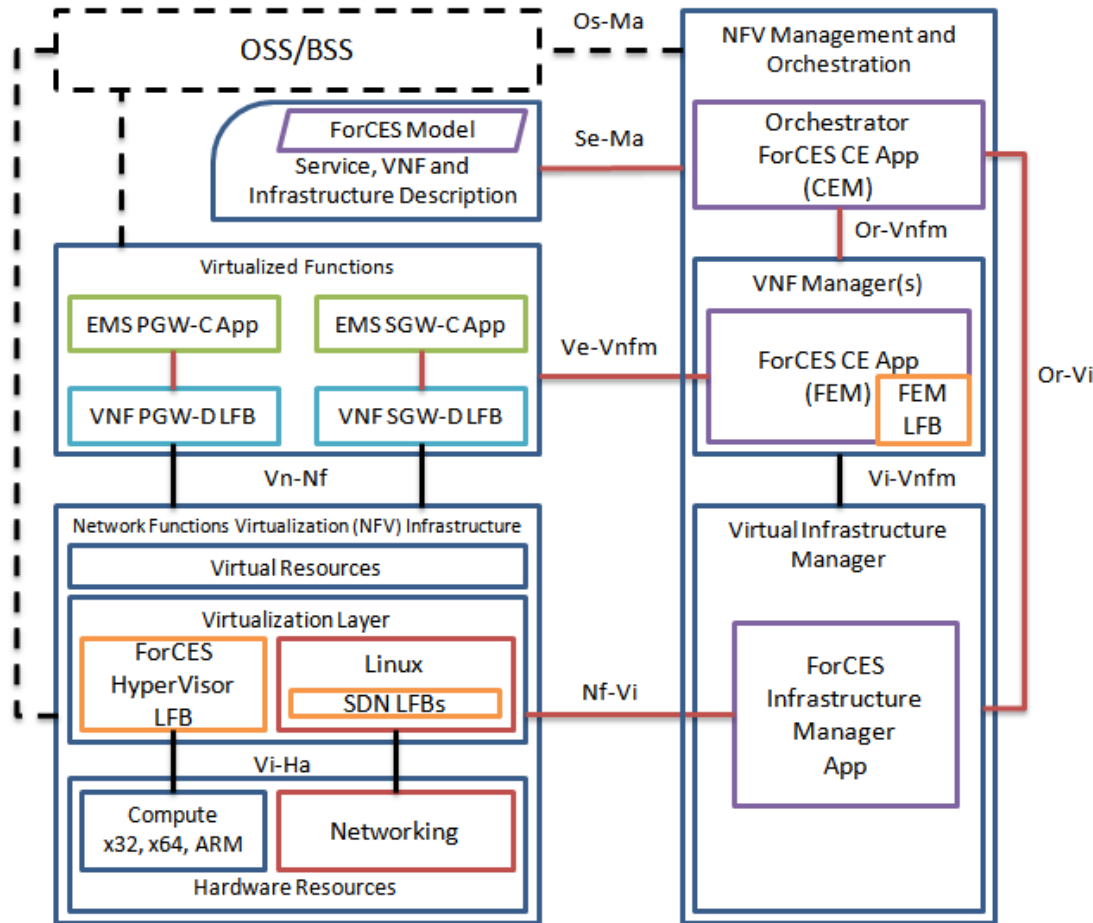 Os-Ma
OSS/BSS
NFV Management and
Orchestration
ForCES Model
Service, VNF and
Infrastructure Description
Se-Ma
Orchestrator
ForCES CE App
(CEM)
Or-Vnfm
Virtualized Functions
EMS PGW-C App
EMS SGW-C App
VNF PGW-D LFB
VNF SGW-D LFB
Ve-Vnfm
VNF Manager(s)
ForCES CE App
(FEM)
FEM
LFB
Or-Vi
Vn-Nf
Vi-Vnfm
Network Functions Virtualization (NFV) Infrastructure
Virtual Resources
Virtualization Layer
ForCES
HyperVisor
LFB
Linux
SDN LFBs
Nf-Vi
Virtual Infrastructure
Manager
ForCES
Infrastructure
Manager
App
Vi-Ha
Compute
x32, x64, ARM
Networking
Hardware Resources